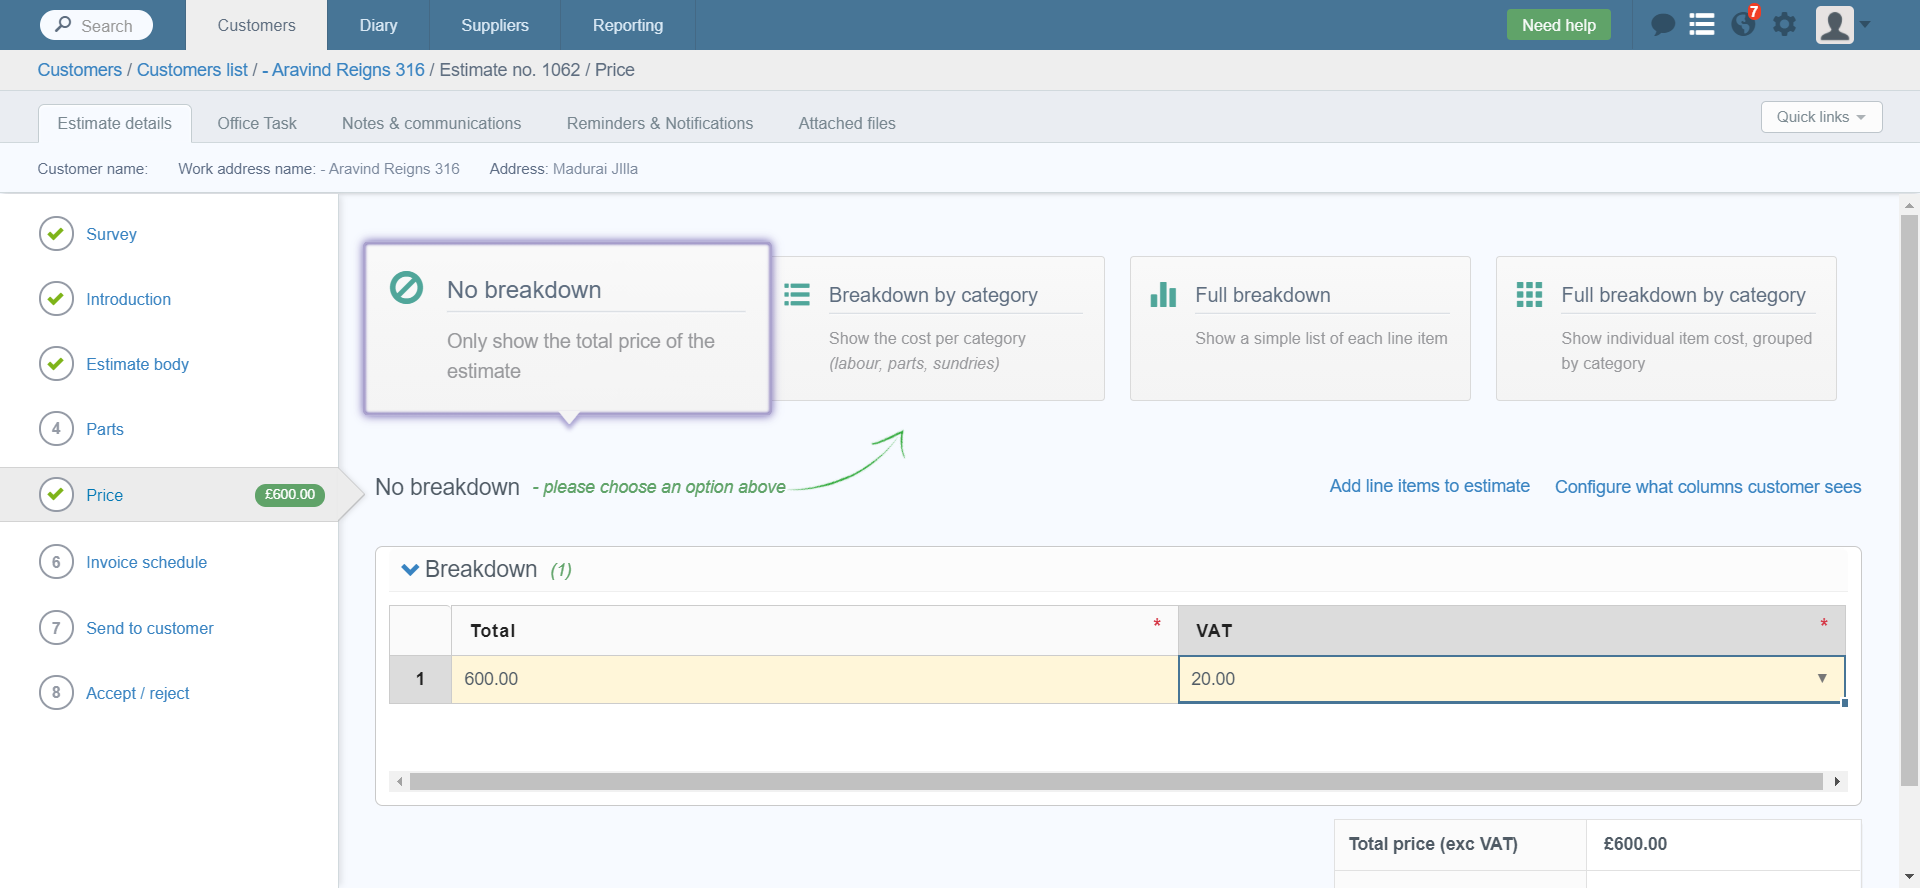 Search
Customers
Diary
Suppliers
Reporting
Need help
7
Customers / Customers list / - Aravind Reigns 316 / Estimate no. 1062 / Price
Estimate details
Office Task
Notes & communications
Reminders & Notifications
Attached files
Quick links
Customer name:
Work address name: - Aravind Reigns 316
Address: Madurai JIlla
Survey
Introduction
Estimate body
4 Parts
Price £600.00
6 Invoice schedule
7 Send to customer
8 Accept / reject
No breakdown
Only show the total price of the
estimate
Breakdown by category
Show the cost per category
(labour, parts, sundries)
Full breakdown
Show a simple list of each line item
Full breakdown by category
Show individual item cost, grouped
by category
No breakdown - please choose an option above
Add line items to estimate
Configure what columns customer sees
Breakdown (1)
Total *
VAT *
1 600.00 20.00
Total price (exc VAT) £600.00